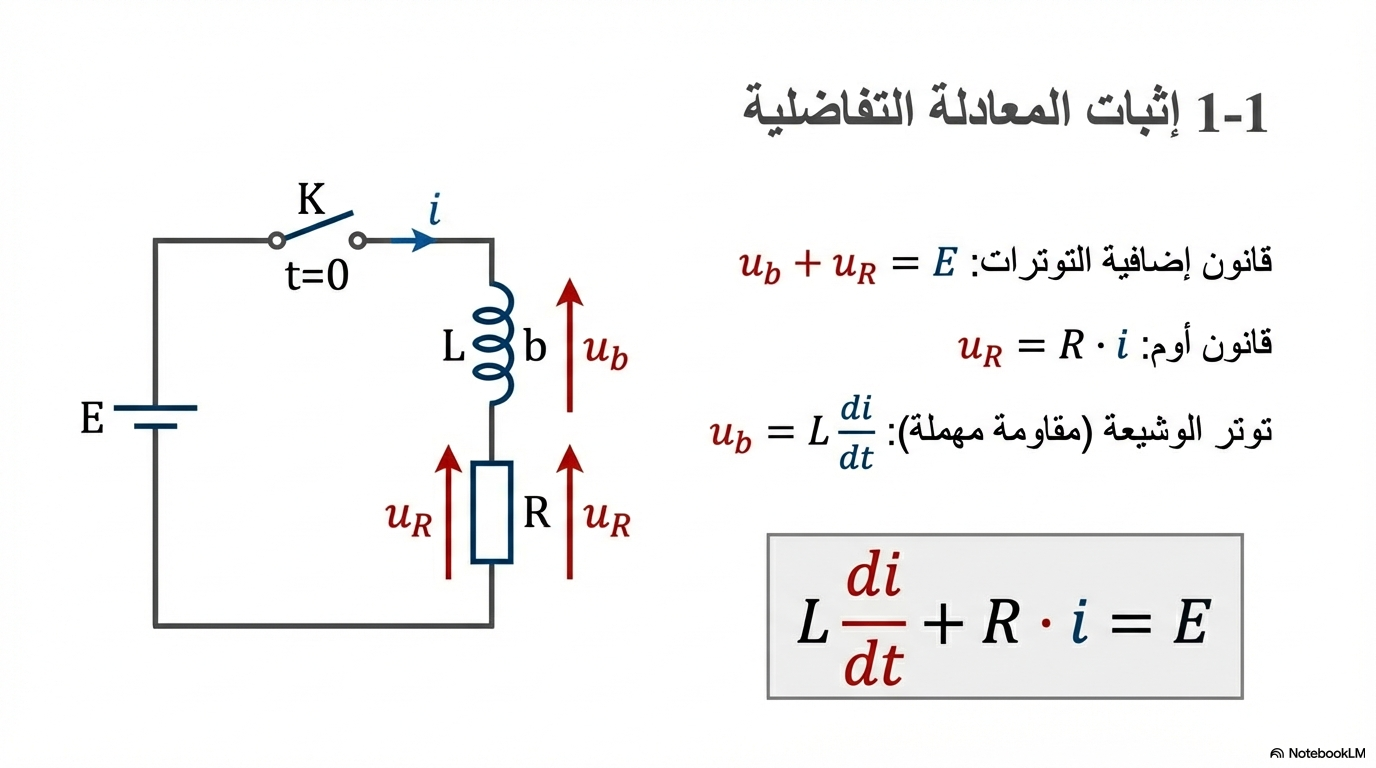 1-1 إثبات المعادلة التفاضلية
قانون إضافية التوترات: u_b + u_R = E
قانون أوم: u_R = R · i
توتر الوشيعة (مقاومة مهملة): u_b = L di/dt
L di/dt + R · i = E
K
i
t=0
L
b
u_b
E
u_R
R
u_R
NotebookLM